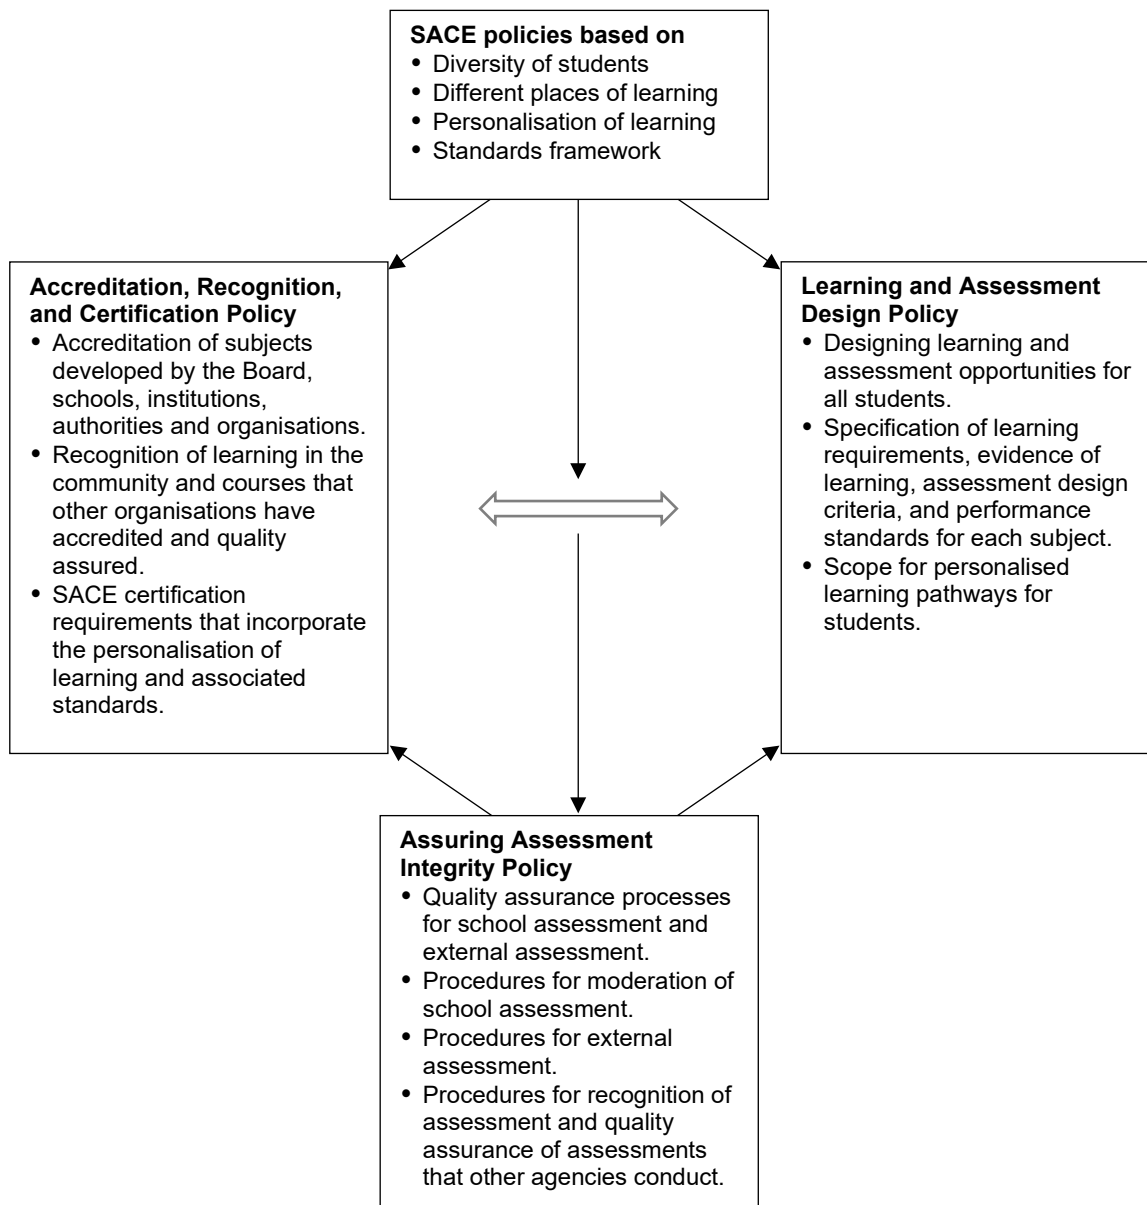 SACE policies based on
• Diversity of students
• Different places of learning
• Personalisation of learning
• Standards framework
Accreditation, Recognition,
and Certification Policy
• Accreditation of subjects
developed by the Board,
schools, institutions,
authorities and organisations.
• Recognition of learning in the
community and courses that
other organisations have
accredited and quality
assured.
• SACE certification
requirements that incorporate
the personalisation of
learning and associated
standards.
Learning and Assessment
Design Policy
• Designing learning and
assessment opportunities for
all students.
• Specification of learning
requirements, evidence of
learning, assessment design
criteria, and performance
standards for each subject.
• Scope for personalised
learning pathways for
students.
Assuring Assessment
Integrity Policy
• Quality assurance processes
for school assessment and
external assessment.
• Procedures for moderation of
school assessment.
• Procedures for external
assessment.
• Procedures for recognition of
assessment and quality
assurance of assessments
that other agencies conduct.